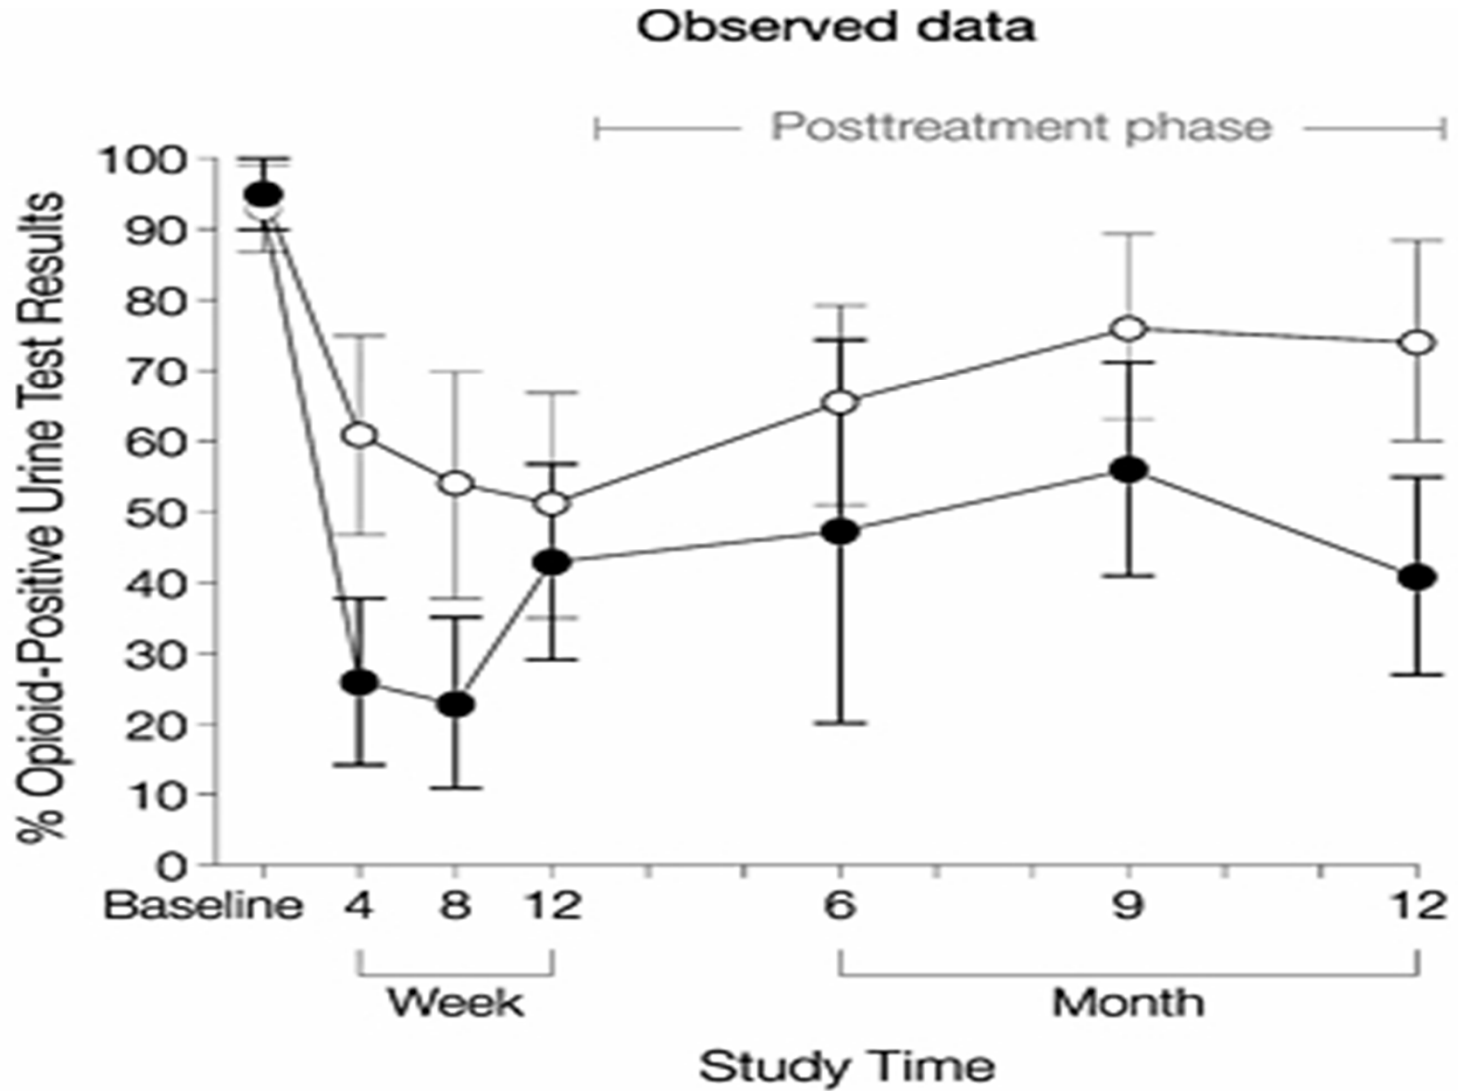 Observed data
Posttreatment phase
% Opioid-Positive Urine Test Results
100
90
80
70
60
50
40
30
20
10
0
Baseline 4 8 12 6 9 12
Week Month
Study Time